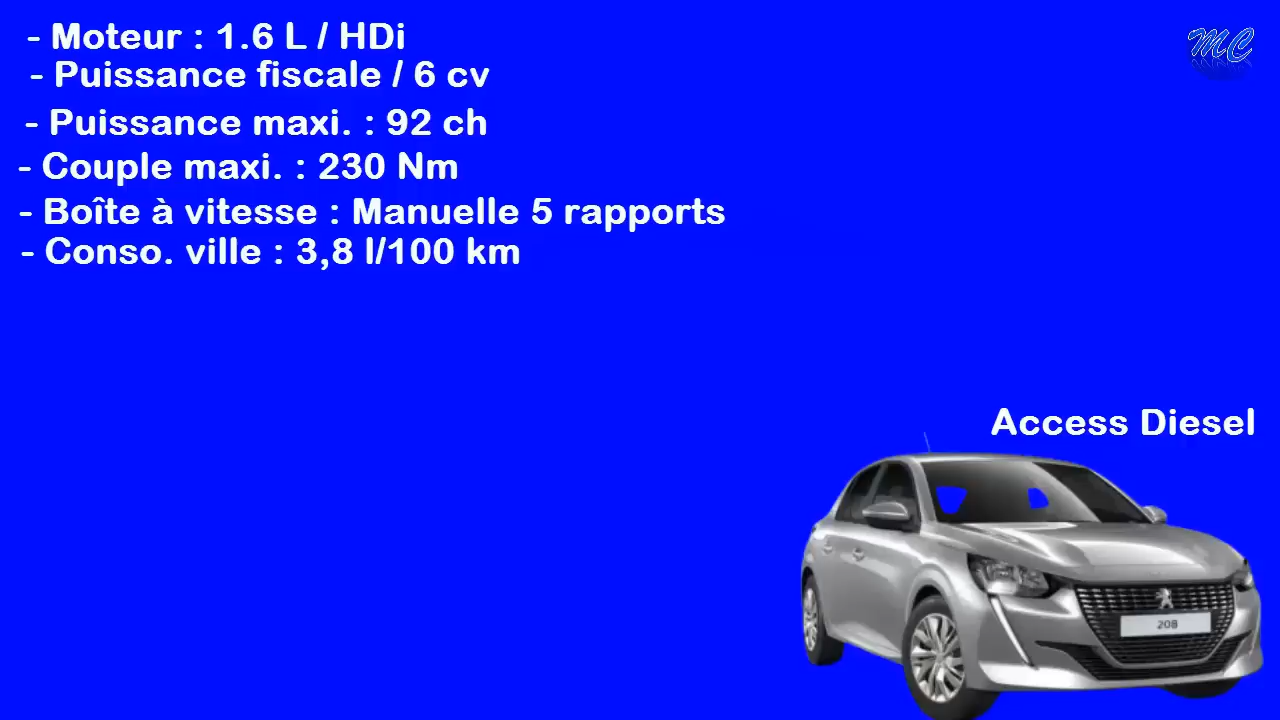 - Moteur : 1.6 L / HDi
- Puissance fiscale / 6 cv
- Puissance maxi. : 92 ch
- Couple maxi. : 230 Nm
- Boîte à vitesse : Manuelle 5 rapports
- Conso. ville : 3,8 l/100 km
MC
Access Diesel
208